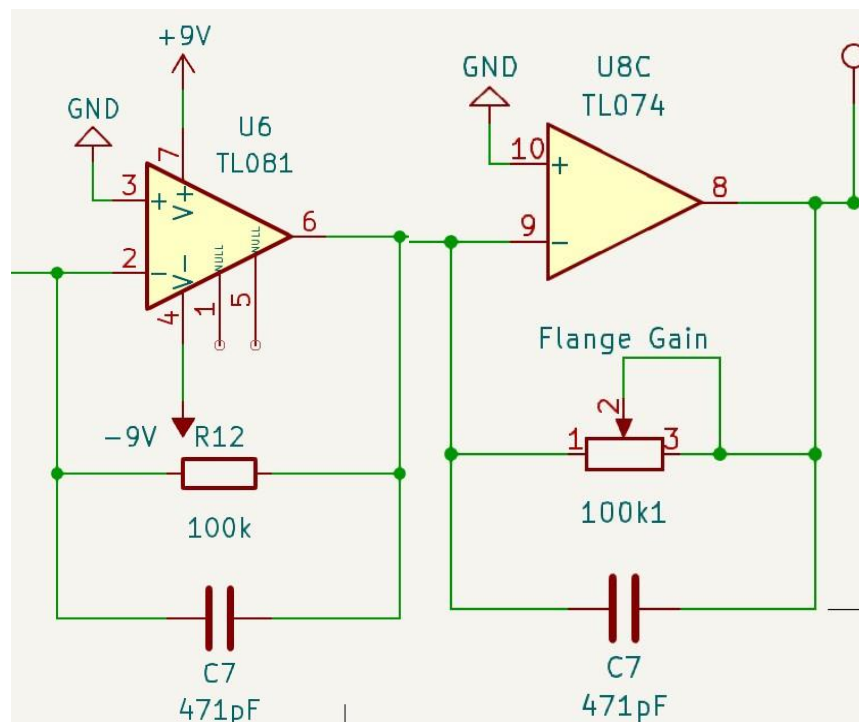 +9V
GND
U6
TL081
7
3
+
V+
2
-
V-
NULL
NULL
6
4
1
5
-9V
R12
100k
C7
471pF
GND
U8C
TL074
10
+
9
-
8
Flange Gain
2
1
3
100k1
C7
471pF